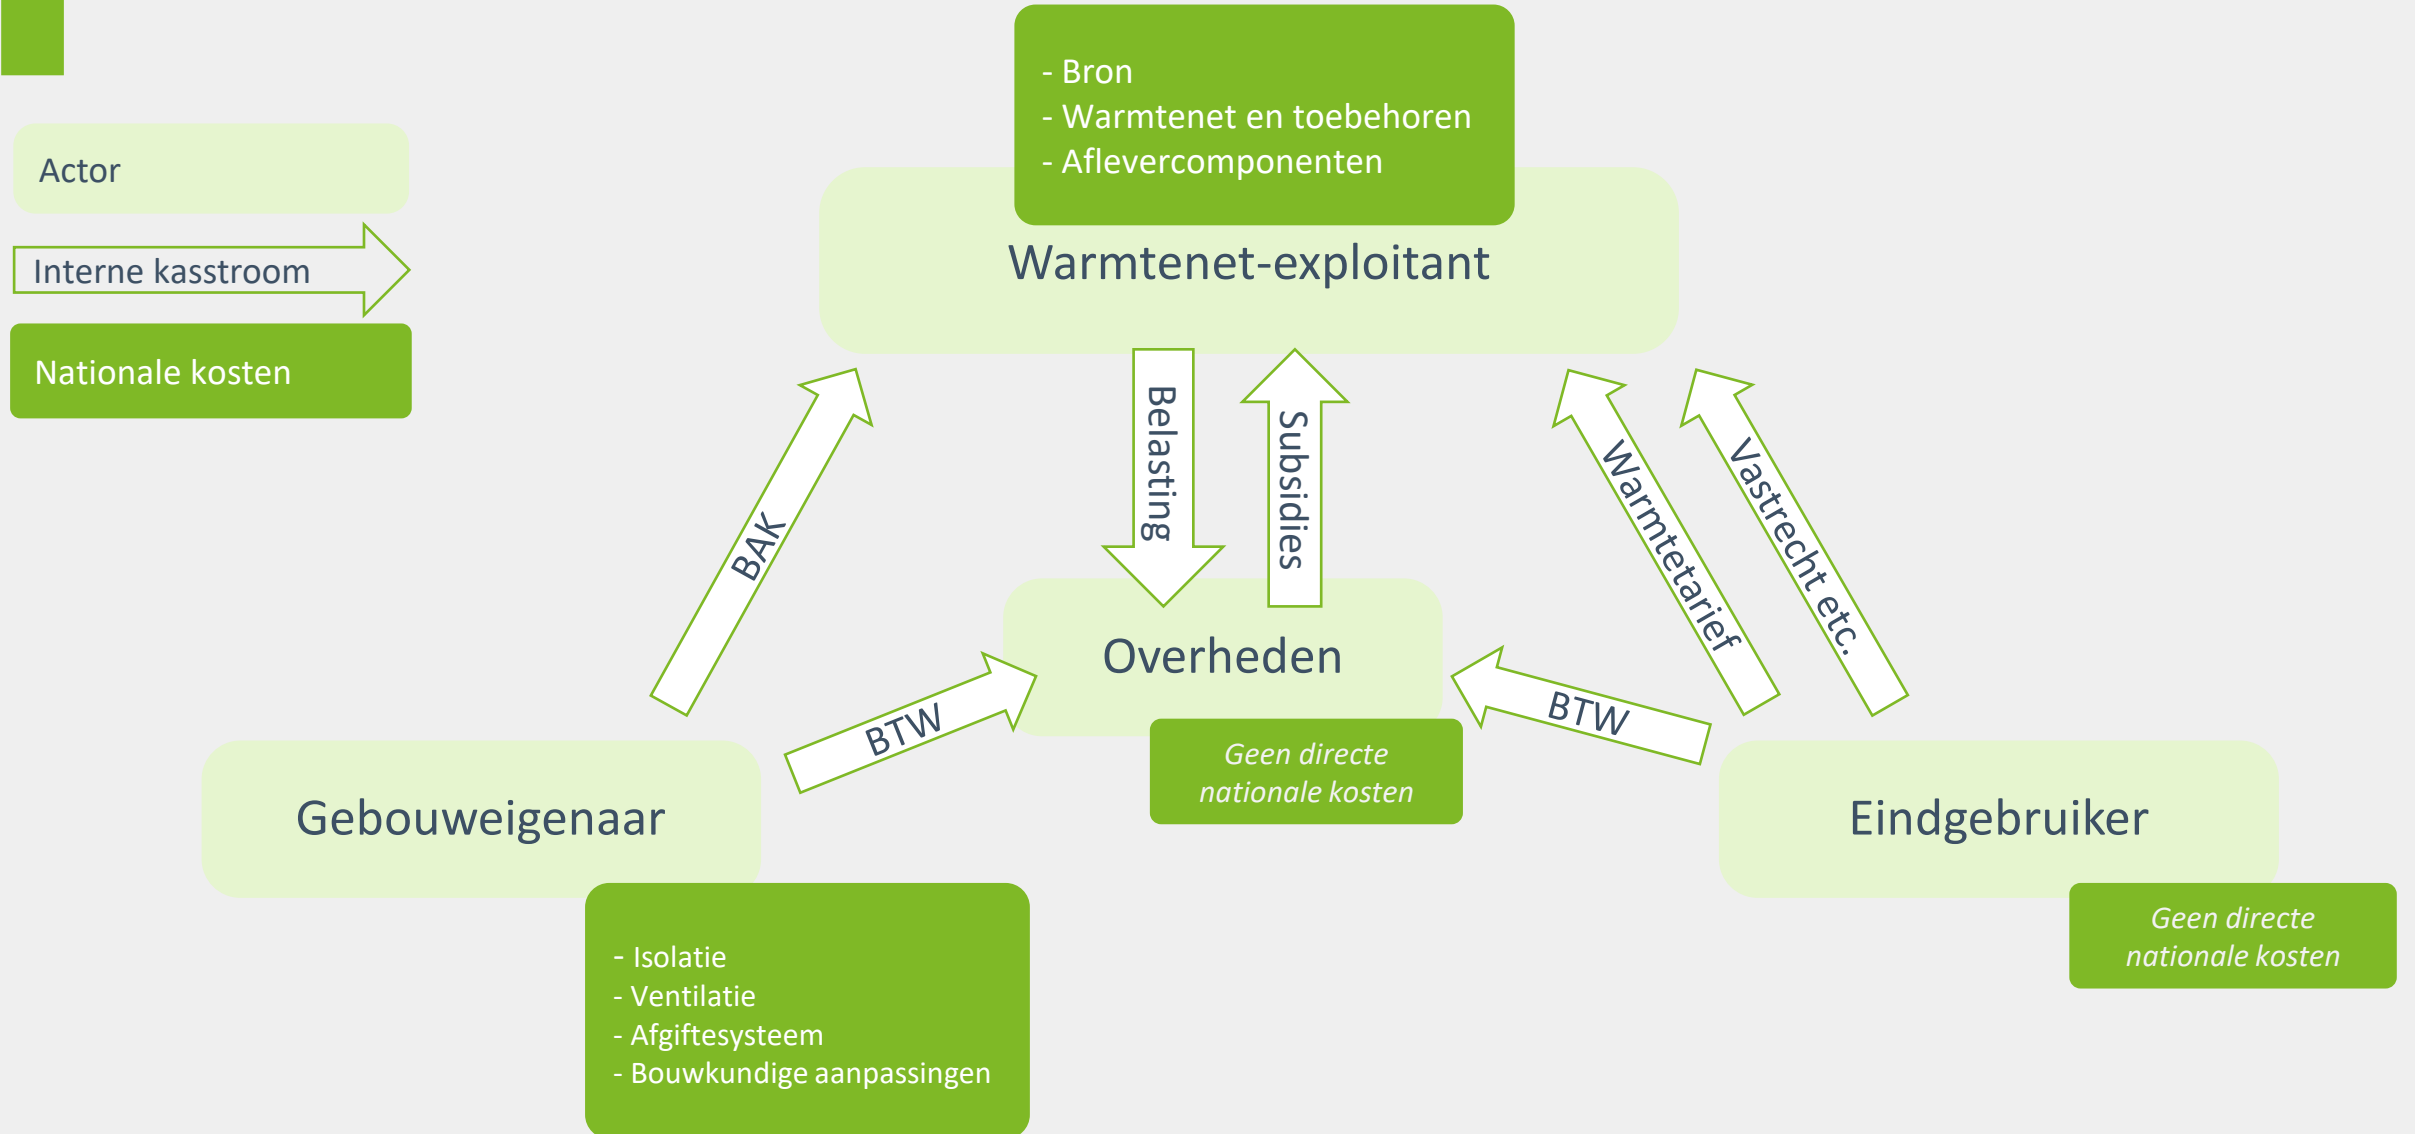 Actor
Interne kasstroom
Nationale kosten
- Bron
- Warmtenet en toebehoren
- Aflevercomponenten
Warmtenet-exploitant
BAK
Belasting
Subsidies
Warmtetarief
Vastrecht etc.
Overheden
Geen directe
nationale kosten
BTW
BTW
Gebouweigenaar
- Isolatie
- Ventilatie
- Afgiftesysteem
- Bouwkundige aanpassingen
Eindgebruiker
Geen directe
nationale kosten